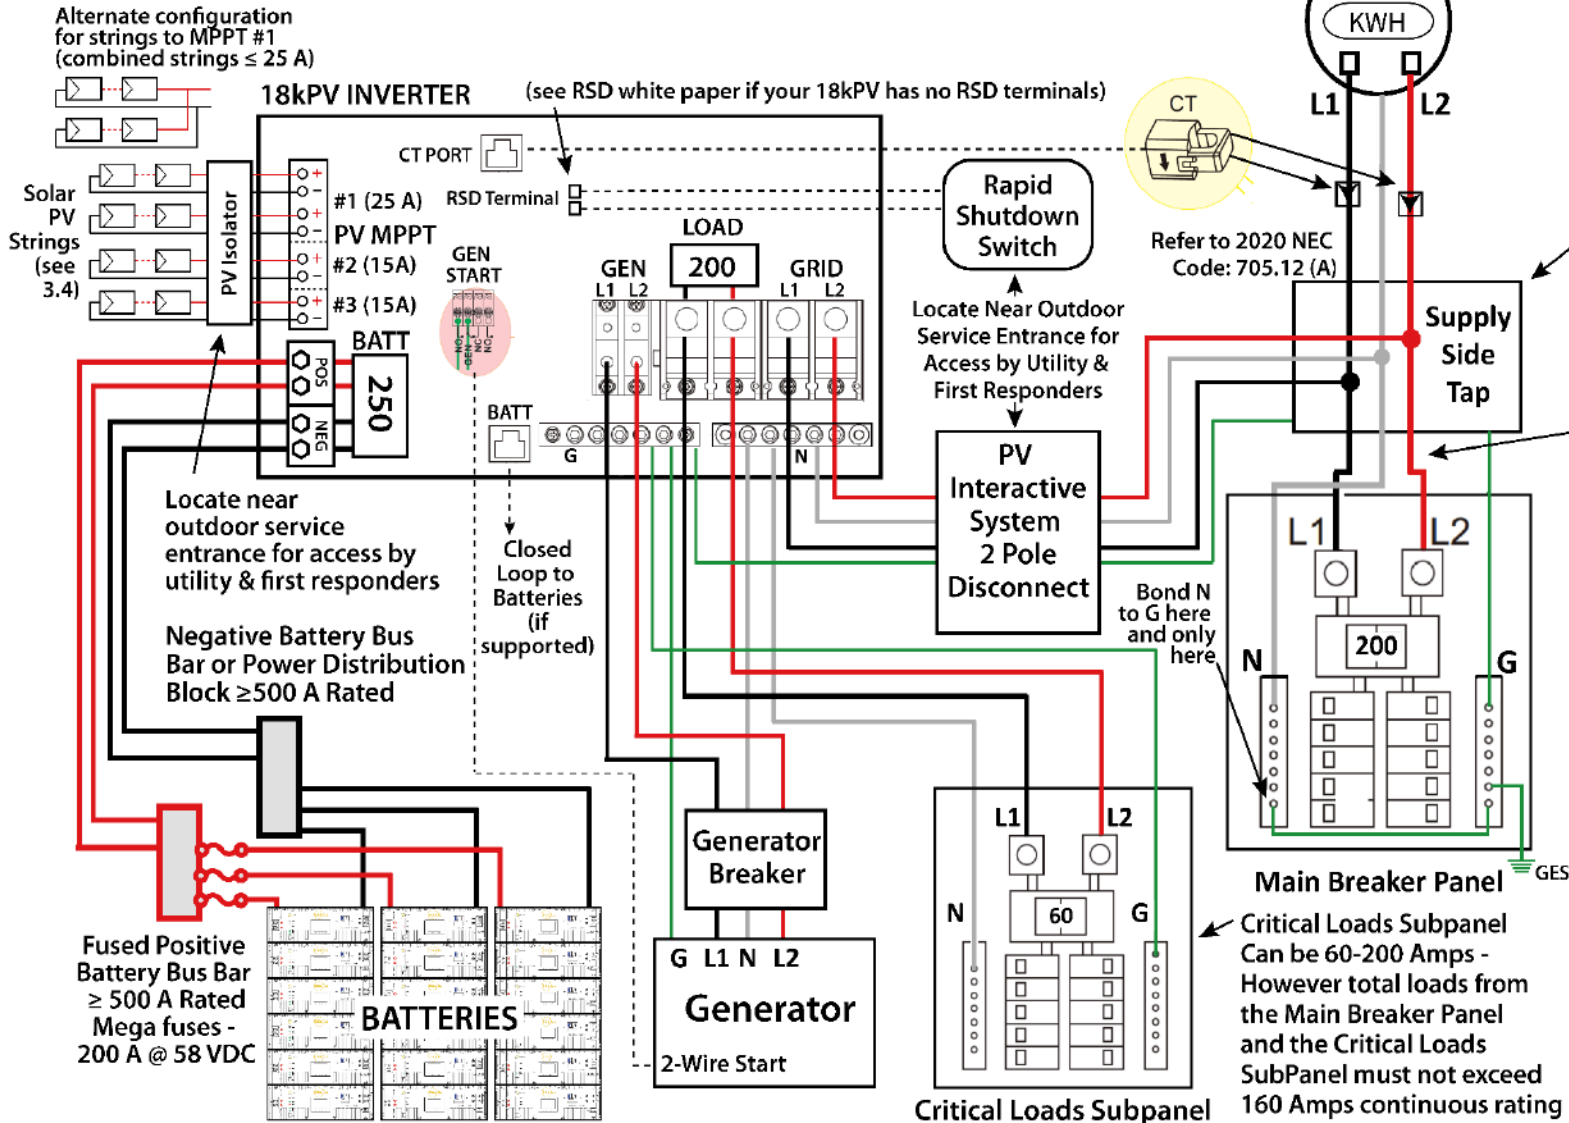 Alternate configuration
for strings to MPPT #1
(combined strings ≤ 25 A)
18kPV INVERTER
(see RSD white paper if your 18kPV has no RSD terminals)
KWH
L1
L2
CT
CT PORT
RSD Terminal
Rapid
Shutdown
Switch
Solar
PV
Strings
(see
3.4)
PV Isolator
+
−
#1 (25 A)
+
−
PV MPPT
+
−
#2 (15A)
+
−
#3 (15A)
GEN
START
NO
GEN
NC
NO
LOAD
200
GEN
L1 L2
GRID
L1 L2
Refer to 2020 NEC
Code: 705.12 (A)
Locate Near Outdoor
Service Entrance for
Access by Utility &
First Responders
Supply
Side
Tap
BATT
POS
NEG
250
BATT
G
N
PV
Interactive
System
2 Pole
Disconnect
Locate near
outdoor service
entrance for access by
utility & first responders
Closed
Loop to
Batteries
(if
supported)
L1
L2
Bond N
to G here
and only
here
200
N
G
Negative Battery Bus
Bar or Power Distribution
Block ≥500 A Rated
Generator
Breaker
L1
L2
N
60
G
GES
Main Breaker Panel
Fused Positive
Battery Bus Bar
≥ 500 A Rated
Mega fuses -
200 A @ 58 VDC
BATTERIES
G L1 N L2
Generator
2-Wire Start
Critical Loads Subpanel
Critical Loads Subpanel
Can be 60-200 Amps -
However total loads from
the Main Breaker Panel
and the Critical Loads
SubPanel must not exceed
160 Amps continuous rating